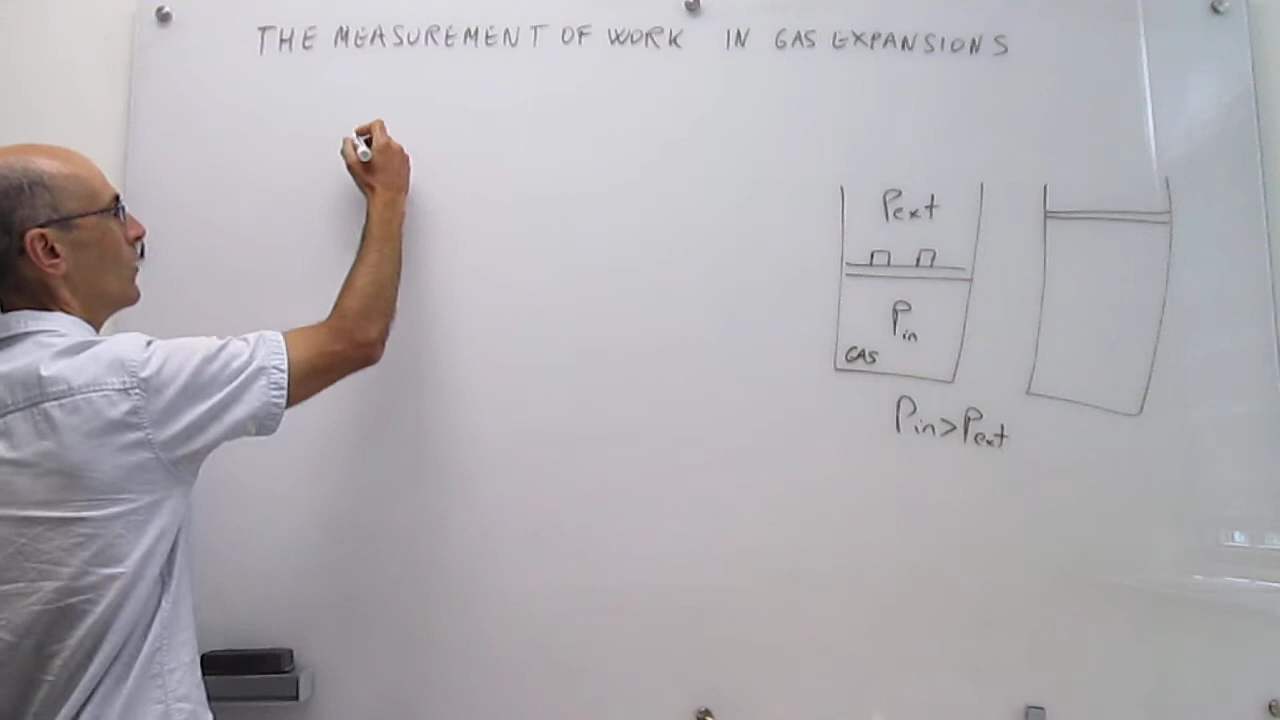 THE MEASUREMENT OF WORK IN GAS EXPANSIONS
Pext
Pin
GAS
Pin>Pext